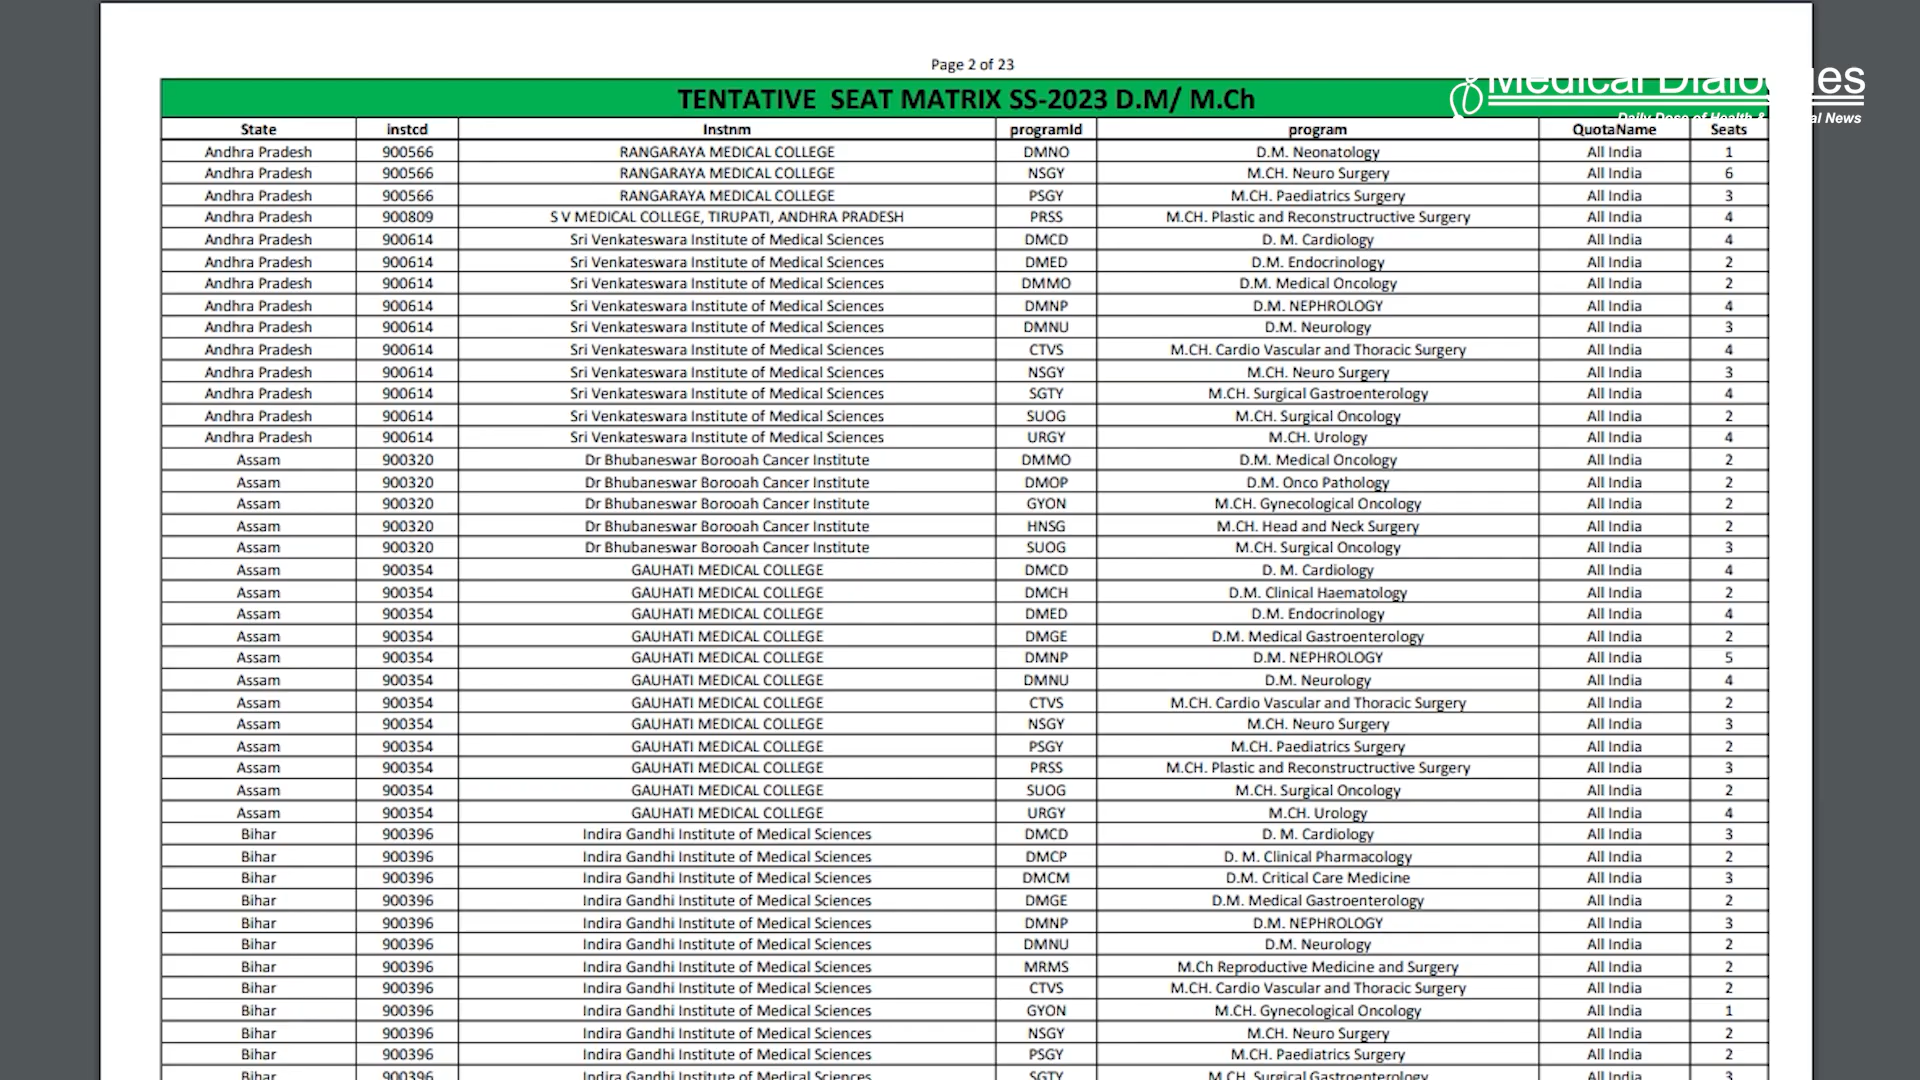 Page 2 of 23
Medical Dialogues
TENTATIVE SEAT MATRIX SS-2023 D.M/ M.Ch
Daily Dose of Health & al News
State instcd Instnm programId program QuotaName Seats
Andhra Pradesh 900566 RANGARAYA MEDICAL COLLEGE DMNO D.M. Neonatology All India 1
Andhra Pradesh 900566 RANGARAYA MEDICAL COLLEGE NSGY M.CH. Neuro Surgery All India 6
Andhra Pradesh 900566 RANGARAYA MEDICAL COLLEGE PSGY M.CH. Paediatrics Surgery All India 3
Andhra Pradesh 900809 S V MEDICAL COLLEGE, TIRUPATI, ANDHRA PRADESH PRSS M.CH. Plastic and Reconstructructive Surgery All India 4
Andhra Pradesh 900614 Sri Venkateswara Institute of Medical Sciences DMCD D. M. Cardiology All India 4
Andhra Pradesh 900614 Sri Venkateswara Institute of Medical Sciences DMED D.M. Endocrinology All India 2
Andhra Pradesh 900614 Sri Venkateswara Institute of Medical Sciences DMMO D.M. Medical Oncology All India 2
Andhra Pradesh 900614 Sri Venkateswara Institute of Medical Sciences DMNP D.M. NEPHROLOGY All India 4
Andhra Pradesh 900614 Sri Venkateswara Institute of Medical Sciences DMNU D.M. Neurology All India 3
Andhra Pradesh 900614 Sri Venkateswara Institute of Medical Sciences CTVS M.CH. Cardio Vascular and Thoracic Surgery All India 4
Andhra Pradesh 900614 Sri Venkateswara Institute of Medical Sciences NSGY M.CH. Neuro Surgery All India 3
Andhra Pradesh 900614 Sri Venkateswara Institute of Medical Sciences SGTY M.CH. Surgical Gastroenterology All India 4
Andhra Pradesh 900614 Sri Venkateswara Institute of Medical Sciences SUOG M.CH. Surgical Oncology All India 2
Andhra Pradesh 900614 Sri Venkateswara Institute of Medical Sciences URGY M.CH. Urology All India 4
Assam 900320 Dr Bhubaneswar Borooah Cancer Institute DMMO D.M. Medical Oncology All India 2
Assam 900320 Dr Bhubaneswar Borooah Cancer Institute DMOP D.M. Onco Pathology All India 2
Assam 900320 Dr Bhubaneswar Borooah Cancer Institute GYON M.CH. Gynecological Oncology All India 2
Assam 900320 Dr Bhubaneswar Borooah Cancer Institute HNSG M.CH. Head and Neck Surgery All India 2
Assam 900320 Dr Bhubaneswar Borooah Cancer Institute SUOG M.CH. Surgical Oncology All India 3
Assam 900354 GAUHATI MEDICAL COLLEGE DMCD D. M. Cardiology All India 4
Assam 900354 GAUHATI MEDICAL COLLEGE DMCH D.M. Clinical Haematology All India 2
Assam 900354 GAUHATI MEDICAL COLLEGE DMED D.M. Endocrinology All India 4
Assam 900354 GAUHATI MEDICAL COLLEGE DMGE D.M. Medical Gastroenterology All India 2
Assam 900354 GAUHATI MEDICAL COLLEGE DMNP D.M. NEPHROLOGY All India 5
Assam 900354 GAUHATI MEDICAL COLLEGE DMNU D.M. Neurology All India 4
Assam 900354 GAUHATI MEDICAL COLLEGE CTVS M.CH. Cardio Vascular and Thoracic Surgery All India 2
Assam 900354 GAUHATI MEDICAL COLLEGE NSGY M.CH. Neuro Surgery All India 3
Assam 900354 GAUHATI MEDICAL COLLEGE PSGY M.CH. Paediatrics Surgery All India 2
Assam 900354 GAUHATI MEDICAL COLLEGE PRSS M.CH. Plastic and Reconstructructive Surgery All India 3
Assam 900354 GAUHATI MEDICAL COLLEGE SUOG M.CH. Surgical Oncology All India 2
Assam 900354 GAUHATI MEDICAL COLLEGE URGY M.CH. Urology All India 4
Bihar 900396 Indira Gandhi Institute of Medical Sciences DMCD D. M. Cardiology All India 3
Bihar 900396 Indira Gandhi Institute of Medical Sciences DMCP D. M. Clinical Pharmacology All India 2
Bihar 900396 Indira Gandhi Institute of Medical Sciences DMCM D.M. Critical Care Medicine All India 3
Bihar 900396 Indira Gandhi Institute of Medical Sciences DMGE D.M. Medical Gastroenterology All India 2
Bihar 900396 Indira Gandhi Institute of Medical Sciences DMNP D.M. NEPHROLOGY All India 3
Bihar 900396 Indira Gandhi Institute of Medical Sciences DMNU D.M. Neurology All India 2
Bihar 900396 Indira Gandhi Institute of Medical Sciences MRMS M.Ch Reproductive Medicine and Surgery All India 2
Bihar 900396 Indira Gandhi Institute of Medical Sciences CTVS M.CH. Cardio Vascular and Thoracic Surgery All India 2
Bihar 900396 Indira Gandhi Institute of Medical Sciences GYON M.CH. Gynecological Oncology All India 1
Bihar 900396 Indira Gandhi Institute of Medical Sciences NSGY M.CH. Neuro Surgery All India 2
Bihar 900396 Indira Gandhi Institute of Medical Sciences PSGY M.CH. Paediatrics Surgery All India 2
Bihar 900396 Indira Gandhi Institute of Medical Sciences SGTY M.CH. Surgical Gastroenterology All India 3